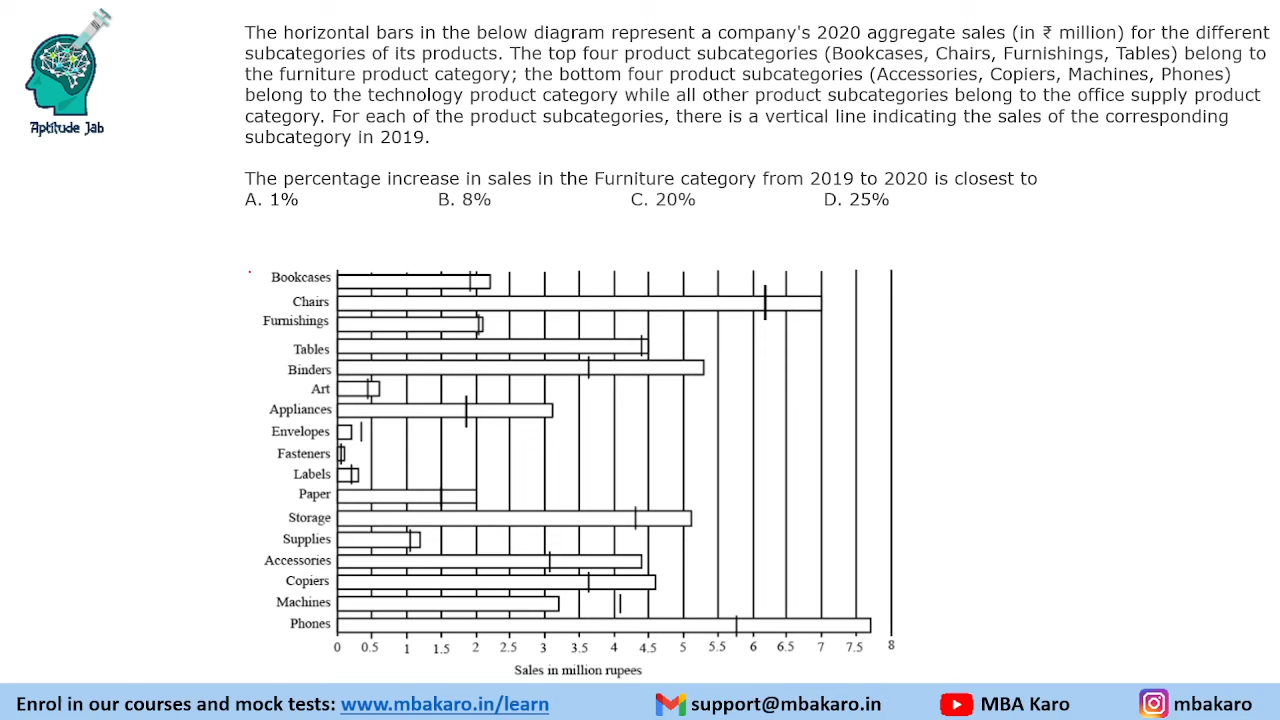 Aptitude Jab
The horizontal bars in the below diagram represent a company's 2020 aggregate sales (in ₹ million) for the different
subcategories of its products. The top four product subcategories (Bookcases, Chairs, Furnishings, Tables) belong to
the furniture product category; the bottom four product subcategories (Accessories, Copiers, Machines, Phones)
belong to the technology product category while all other product subcategories belong to the office supply product
category. For each of the product subcategories, there is a vertical line indicating the sales of the corresponding
subcategory in 2019.
The percentage increase in sales in the Furniture category from 2019 to 2020 is closest to
A. 1% B. 8% C. 20% D. 25%
Bookcases
Chairs
Furnishings
Tables
Binders
Art
Appliances
Envelopes
Fasteners
Labels
Paper
Storage
Supplies
Accessories
Copiers
Machines
Phones
0 0.5 1 1.5 2 2.5 3 3.5 4 4.5 5 5.5 6 6.5 7 7.5 8
Sales in million rupees
Enrol in our courses and mock tests: www.mbakaro.in/learn support@mbakaro.in MBA Karo mbakaro